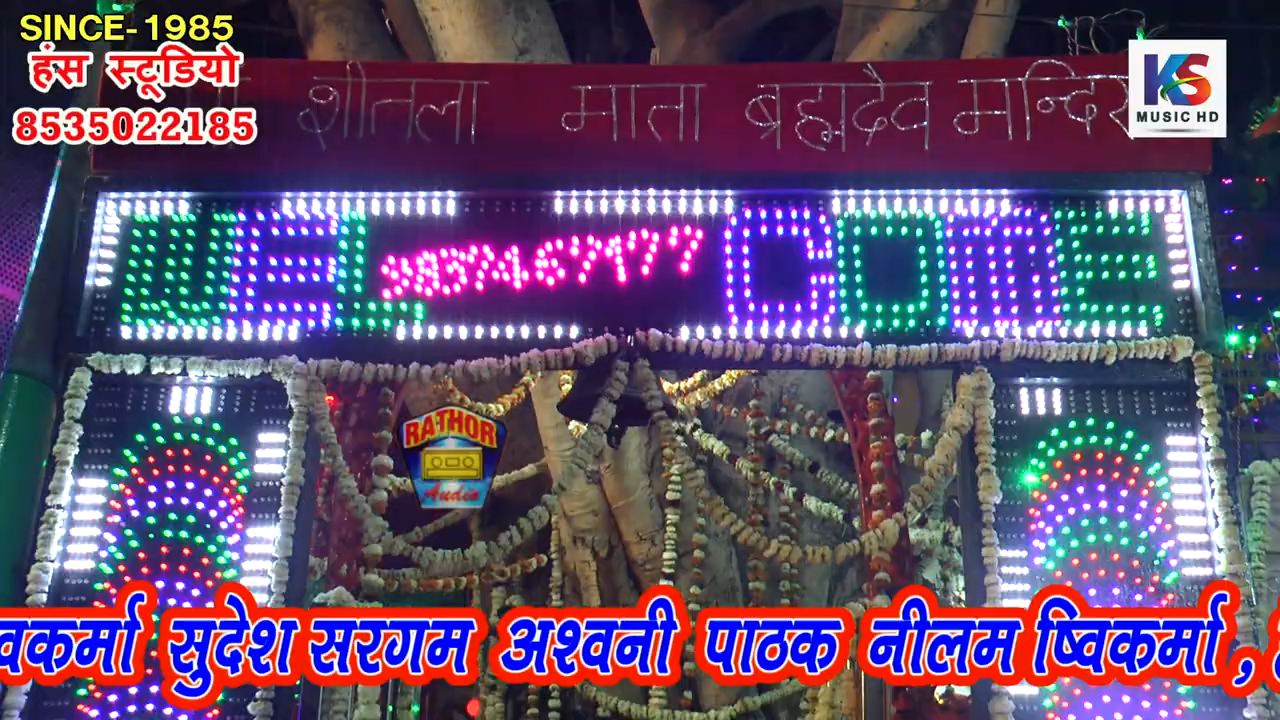 SINCE-1985
हंस स्टूडियो
8535022185
KS
MUSIC HD
शीतला माता ब्रह्मदेव मन्दिर
WEL COME
RATHOR
Audio
सुदेश सरगम अश्वनी पाठक नीलम ष्विकर्मा ,